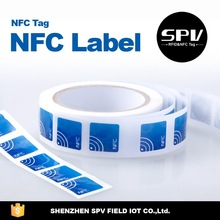 NFC Tag
NFC Label
SPV
RFID&NFC Tag
NFC
NFC
NFC
NFC
SHENZHEN SPV FIELD IOT CO.,Ltd.